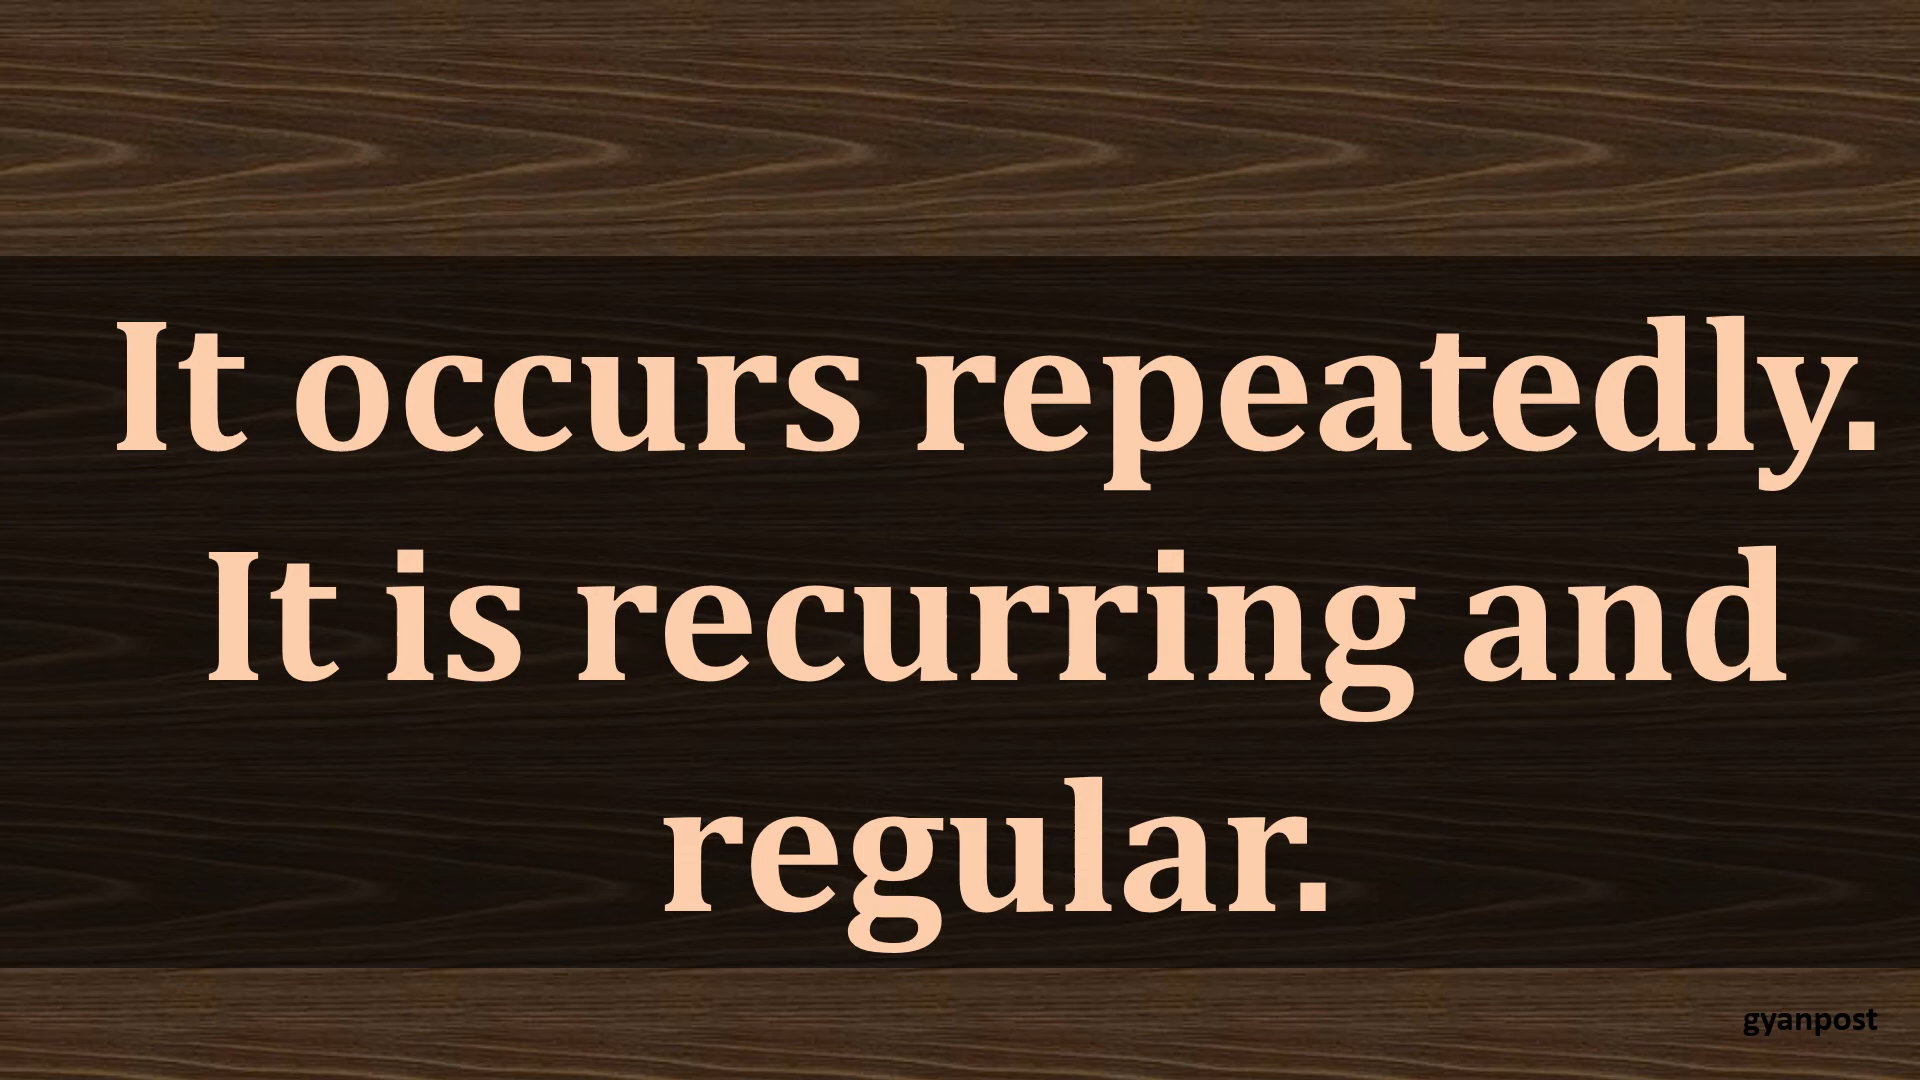 It occurs repeatedly.
It is recurring and
regular.
gyanpost